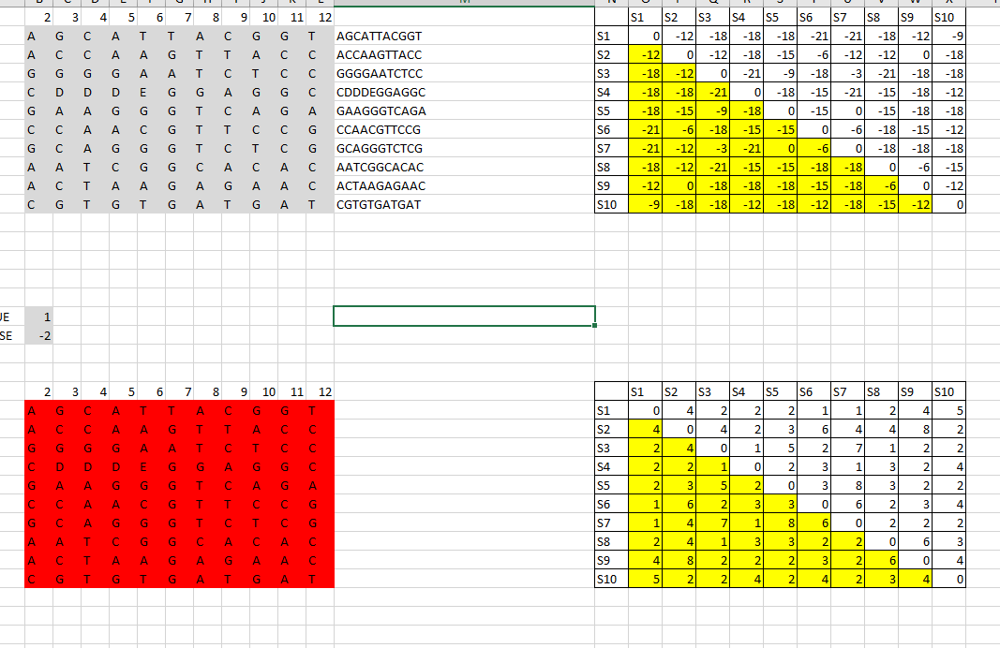 2 3 4 5 6 7 8 9 10 11 12 S1 S2 S3 S4 S5 S6 S7 S8 S9 S10
A G C A T T A C G G T AGCATTACGGT S1 0 -12 -18 -18 -18 -21 -21 -18 -12 -9
A C C A A G T T A C C ACCAAGTTACC S2 -12 0 -12 -18 -15 -6 -12 -12 0 -18
G G G G A A T C T C C GGGGAATCTCC S3 -18 -12 0 -21 -9 -18 -3 -21 -18 -18
C D D D E G G A G G C CDDDEGGAGGC S4 -18 -18 -21 0 -18 -15 -21 -15 -18 -12
G A A G G G T C A G A GAAGGGTCAGA S5 -18 -15 -9 -18 0 -15 0 -15 -18 -18
C C A A C G T T C C G CCAACGTTCCG S6 -21 -6 -18 -15 -15 0 -6 -18 -15 -12
G C A G G G T C T C G GCAGGGTCTCG S7 -21 -12 -3 -21 0 -6 0 -18 -18 -18
A A T C G G C A C A C AATCGGCACAC S8 -18 -12 -21 -15 -15 -18 -18 0 -6 -15
A C T A A G A G A A C ACTAAGAGAAC S9 -12 0 -18 -18 -18 -15 -18 -6 0 -12
C G T G T G A T G A T CGTGTGATGAT S10 -9 -18 -18 -12 -18 -12 -18 -15 -12 0
UE 1
SE -2
2 3 4 5 6 7 8 9 10 11 12 S1 S2 S3 S4 S5 S6 S7 S8 S9 S10
A G C A T T A C G G T S1 0 4 2 2 2 1 1 2 4 5
A C C A A G T T A C C S2 4 0 4 2 3 6 4 4 8 2
G G G G A A T C T C C S3 2 4 0 1 5 2 7 1 2 2
C D D D E G G A G G C S4 2 2 1 0 2 3 1 3 2 4
G A A G G G T C A G A S5 2 3 5 2 0 3 8 3 2 2
C C A A C G T T C C G S6 1 6 2 3 3 0 6 2 3 4
G C A G G G T C T C G S7 1 4 7 1 8 6 0 2 2 2
A A T C G G C A C A C S8 2 4 1 3 3 2 2 0 6 3
A C T A A G A G A A C S9 4 8 2 2 2 3 2 6 0 4
C G T G T G A T G A T S10 5 2 2 4 2 4 2 3 4 0